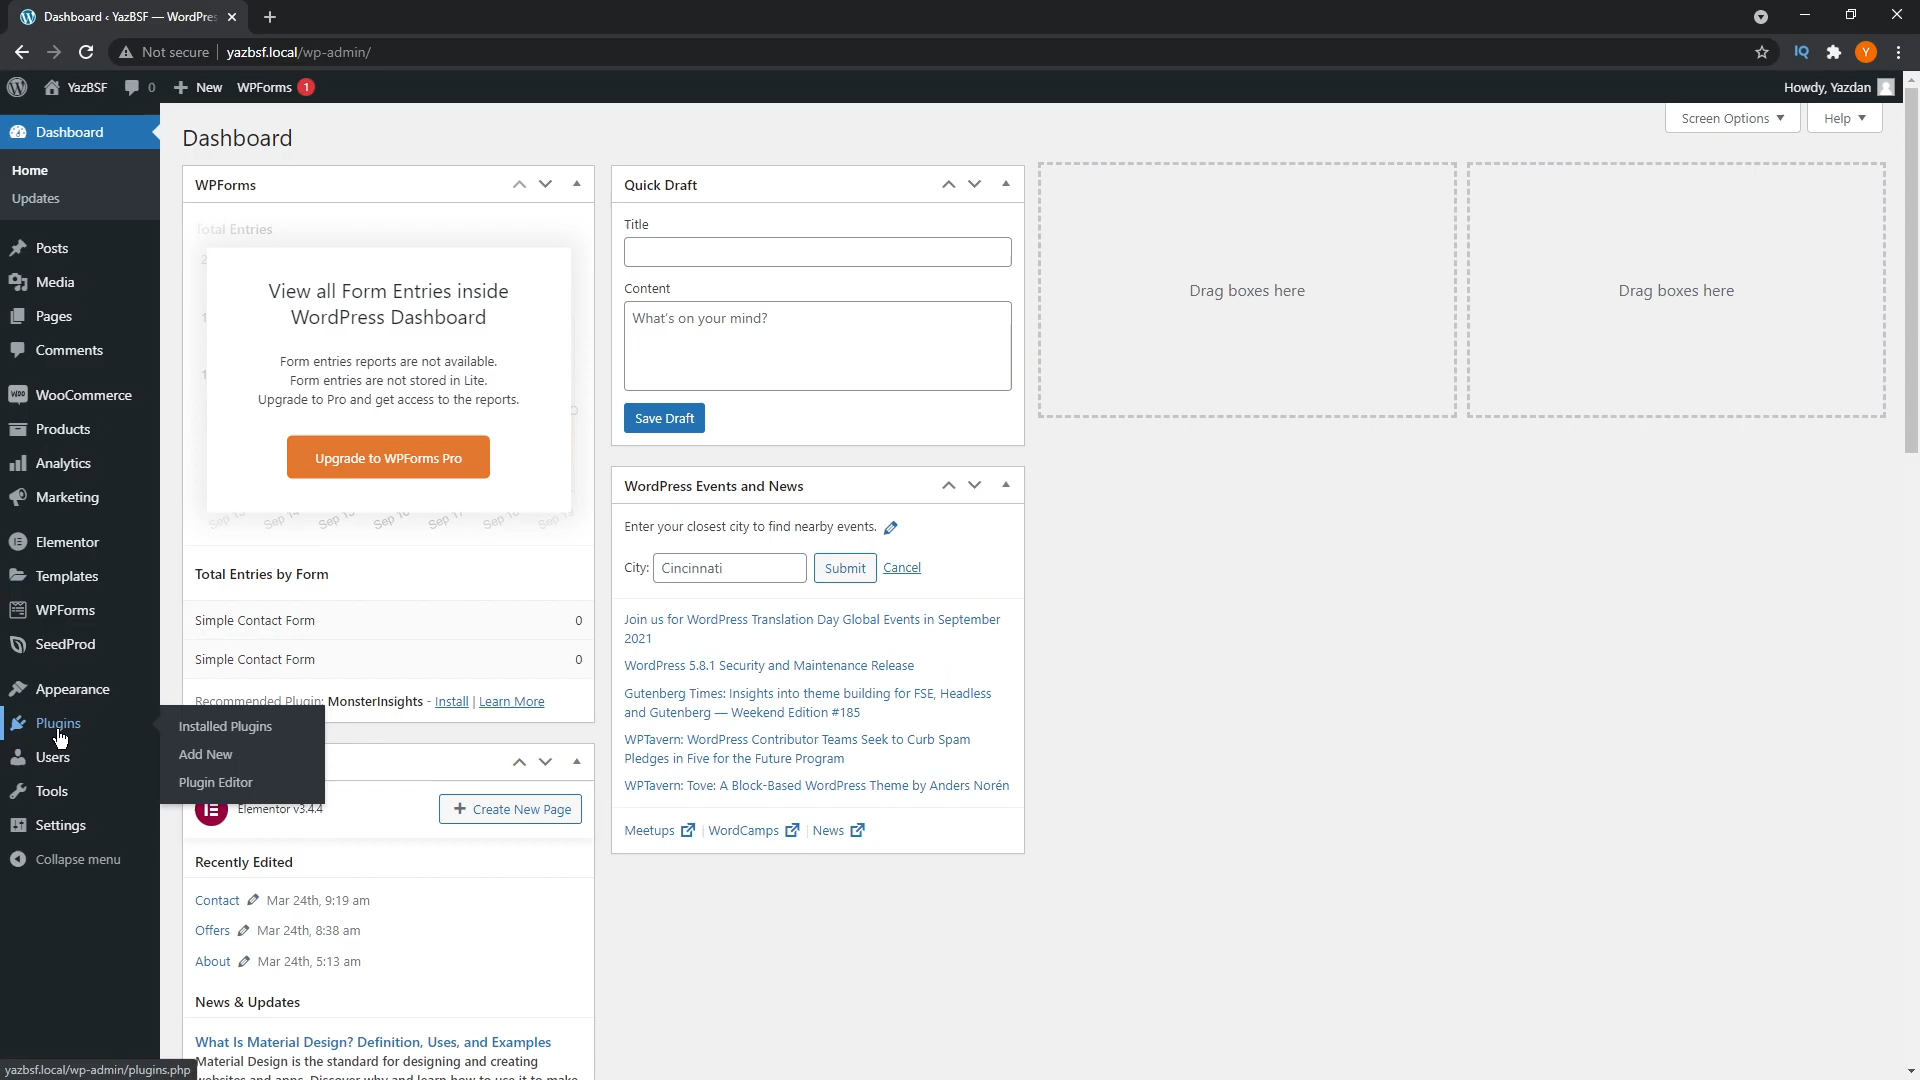 Dashboard ‹ YazBSF — WordPres
Not secure
yazbsf.local/wp-admin/
IQ
Y
YazBSF
0
New
WPForms
1
Howdy, Yazdan
Dashboard
Home
Updates
Posts
Media
Pages
Comments
WooCommerce
Products
Analytics
Marketing
Elementor
Templates
WPForms
SeedProd
Appearance
Plugins
Users
Tools
Settings
Collapse menu
Installed Plugins
Add New
Plugin Editor
yazbsf.local/wp-admin/plugins.php
Screen Options
Help
Dashboard
WPForms
Total Entries
View all Form Entries inside
WordPress Dashboard
Form entries reports are not available.
Form entries are not stored in Lite.
Upgrade to Pro and get access to the reports.
Upgrade to WPForms Pro
Total Entries by Form
Simple Contact Form 0
Simple Contact Form 0
Recommended Plugin: MonsterInsights - Install | Learn More
Elementor v3.4.4
Create New Page
Recently Edited
Contact Mar 24th, 9:19 am
Offers Mar 24th, 8:38 am
About Mar 24th, 5:13 am
News & Updates
What Is Material Design? Definition, Uses, and Examples
Material Design is the standard for designing and creating
Quick Draft
Title
Content
What's on your mind?
Save Draft
WordPress Events and News
Enter your closest city to find nearby events.
City: Cincinnati Submit Cancel
Join us for WordPress Translation Day Global Events in September
2021
WordPress 5.8.1 Security and Maintenance Release
Gutenberg Times: Insights into theme building for FSE, Headless
and Gutenberg — Weekend Edition #185
WPTavern: WordPress Contributor Teams Seek to Curb Spam
Pledges in Five for the Future Program
WPTavern: Tove: A Block-Based WordPress Theme by Anders Norén
Meetups | WordCamps | News
Drag boxes here
Drag boxes here